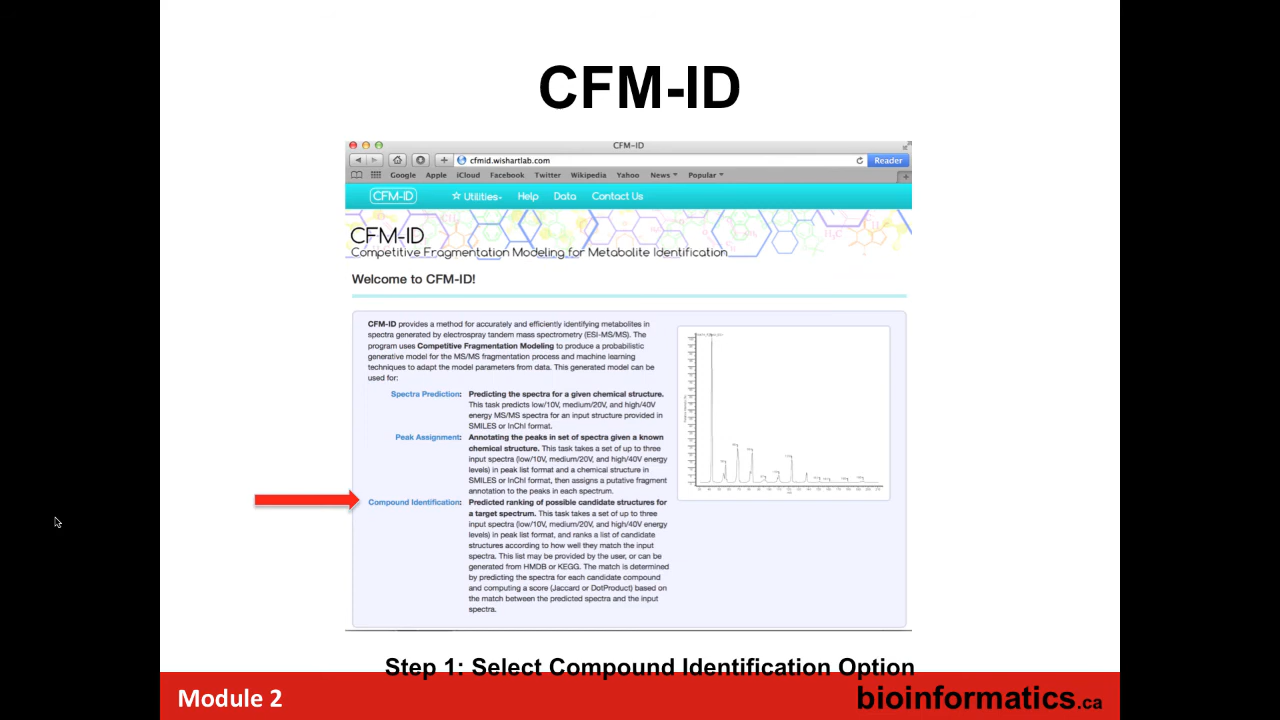 CFM-ID
CFM-ID
cfmid.wishartlab.com
Reader
Google Apple iCloud Facebook Twitter Wikipedia Yahoo News Popular
CFM-ID Utilities Help Data Contact Us
CFM-ID
Competitive Fragmentation Modeling for Metabolite Identification
Welcome to CFM-ID!
CFM-ID provides a method for accurately and efficiently identifying metabolites in
spectra generated by electrospray tandem mass spectrometry (ESI-MS/MS). The
program uses Competitive Fragmentation Modeling to produce a probabilistic
generative model for the MS/MS fragmentation process and machine learning
techniques to adapt the model parameters from data. This generated model can be
used for:
Spectra Prediction: Predicting the spectra for a given chemical structure.
This task predicts low/10V, medium/20V, and high/40V
energy MS/MS spectra for an input structure provided in
SMILES or InChI format.
Peak Assignment: Annotating the peaks in set of spectra given a known
chemical structure. This task takes a set of up to three
input spectra (low/10V, medium/20V, and high/40V energy
levels) in peak list format and a chemical structure in
SMILES or InChI format, then assigns a putative fragment
annotation to the peaks in each spectrum.
Compound Identification: Predicted ranking of possible candidate structures for
a target spectrum. This task takes a set of up to three
input spectra (low/10V, medium/20V, and high/40V energy
levels) in peak list format, and ranks a list of candidate
structures according to how well they match the input
spectra. This list may be provided by the user, or can be
generated from HMDB or KEGG. The match is determined
by predicting the spectra for each candidate compound
and computing a score (Jaccard or DotProduct) based on
the match between the predicted spectra and the input
spectra.
Step 1: Select Compound Identification Option
Module 2
bioinformatics.ca